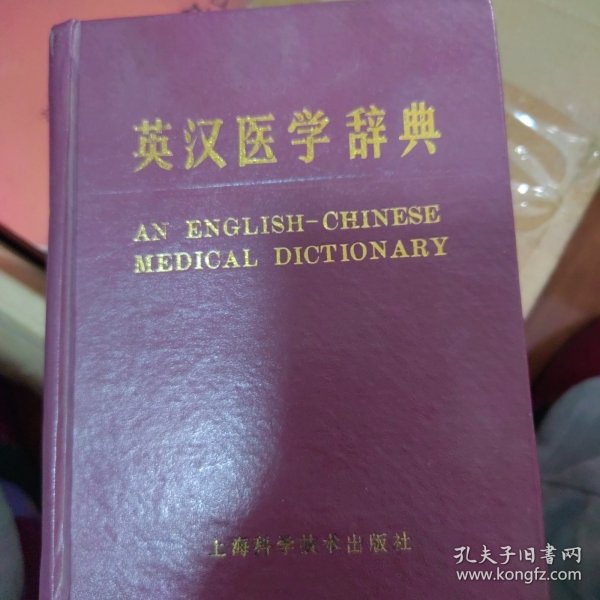 英汉医学辞典
AN ENGLISH-CHINESE
MEDICAL DICTIONARY
上海科学技术出版社
孔夫子旧书网
www.kongfz.com